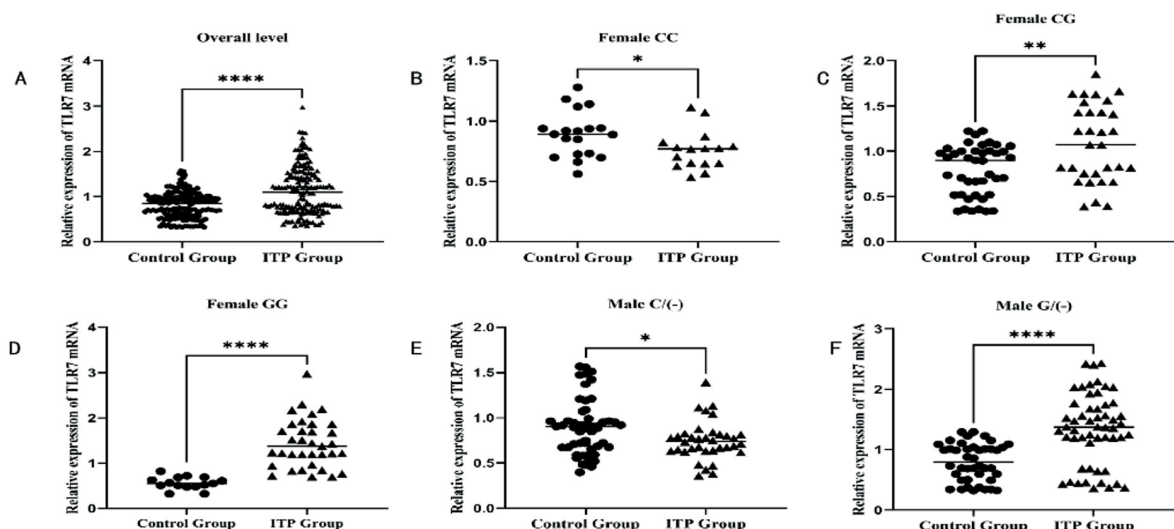 A
Overall level
Relative expression of TLR7 mRNA
4
3
2
1
0
****
Control Group
ITP Group
B
Female CC
Relative expression of TLR7 mRNA
1.5
1.0
0.5
0.0
*
Control Group
ITP Group
C
Female CG
Relative expression of TLR7 mRNA
2.0
1.5
1.0
0.5
0.0
**
Control Group
ITP Group
D
Female GG
Relative expression of TLR7 mRNA
4
3
2
1
0
****
Control Group
ITP Group
E
Male C/(-)
Relative expression of TLR7 mRNA
2.0
1.5
1.0
0.5
0.0
*
Control Group
ITP Group
F
Male G/(-)
Relative expression of TLR7 mRNA
3
2
1
0
****
Control Group
ITP Group